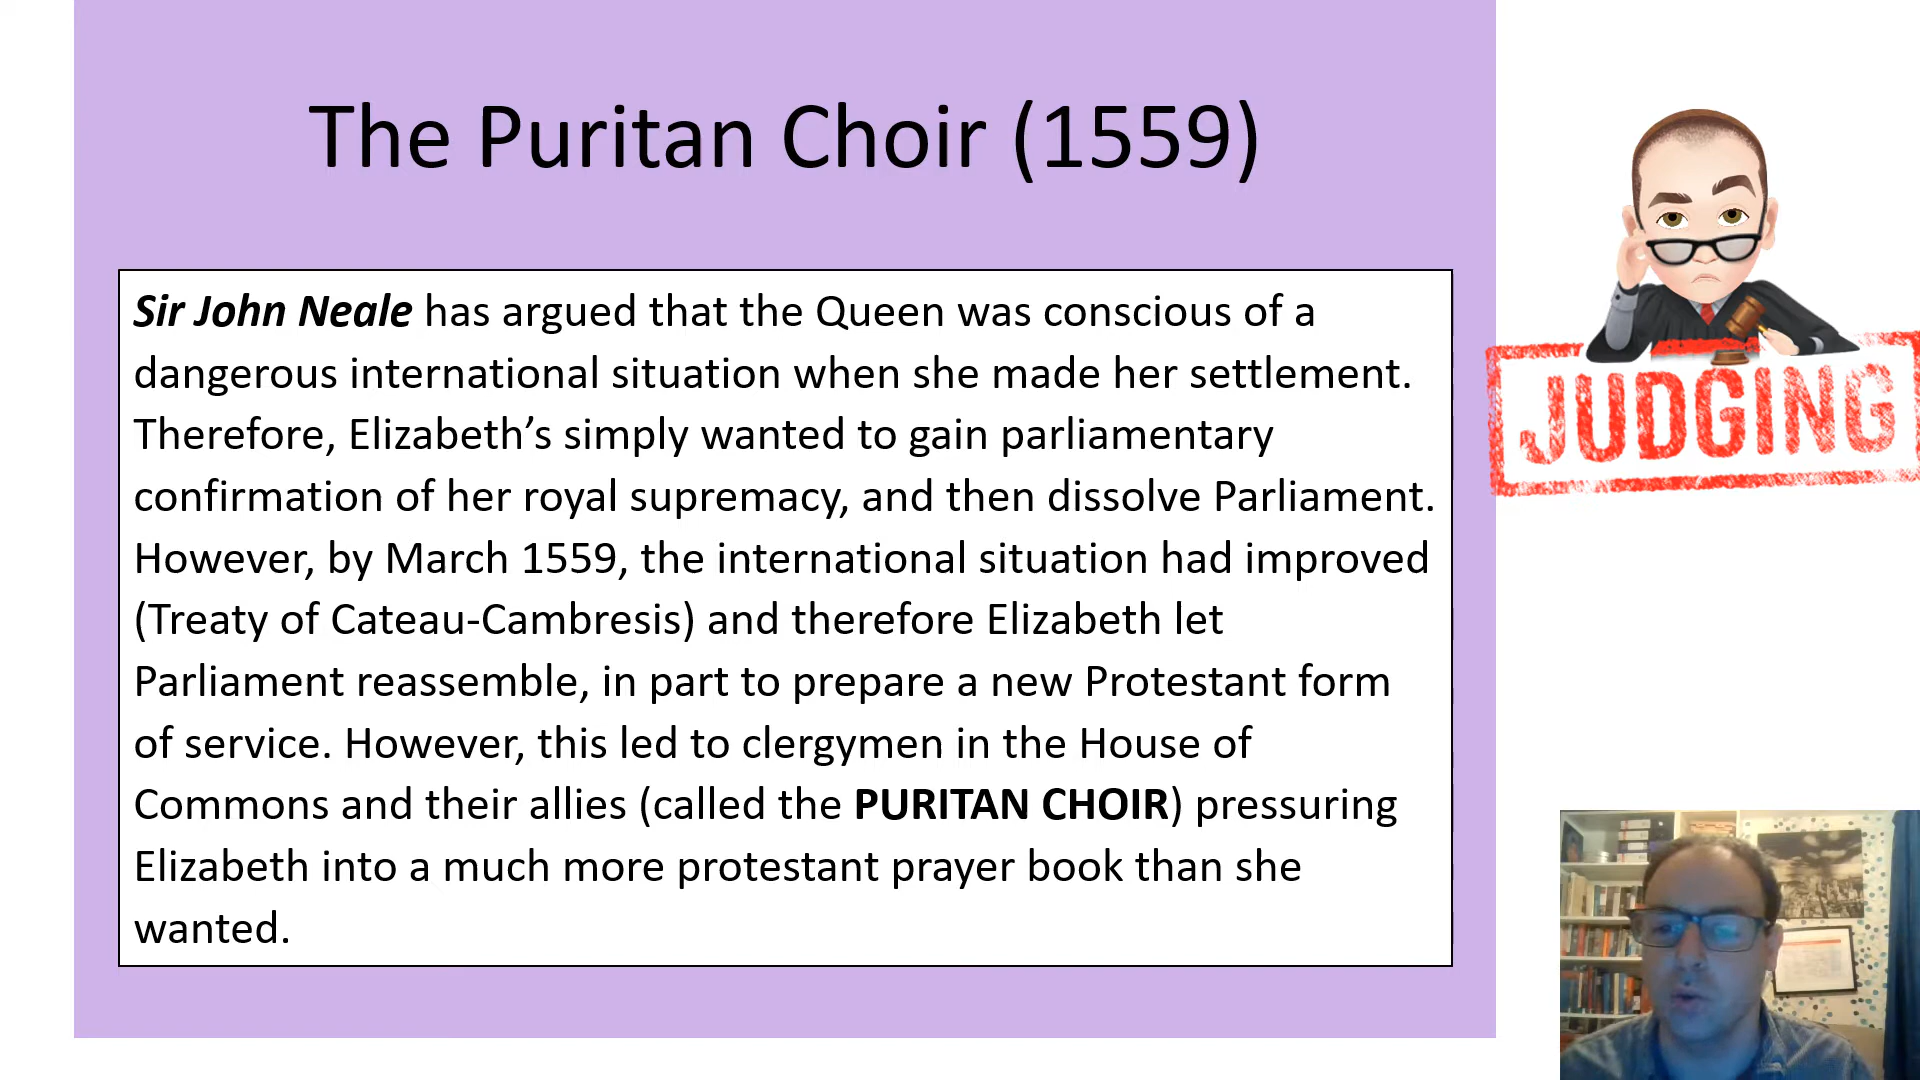 The Puritan Choir (1559)
Sir John Neale has argued that the Queen was conscious of a
dangerous international situation when she made her settlement.
Therefore, Elizabeth’s simply wanted to gain parliamentary
confirmation of her royal supremacy, and then dissolve Parliament.
However, by March 1559, the international situation had improved
(Treaty of Cateau-Cambresis) and therefore Elizabeth let
Parliament reassemble, in part to prepare a new Protestant form
of service. However, this led to clergymen in the House of
Commons and their allies (called the PURITAN CHOIR) pressuring
Elizabeth into a much more protestant prayer book than she
wanted.
JUDGING